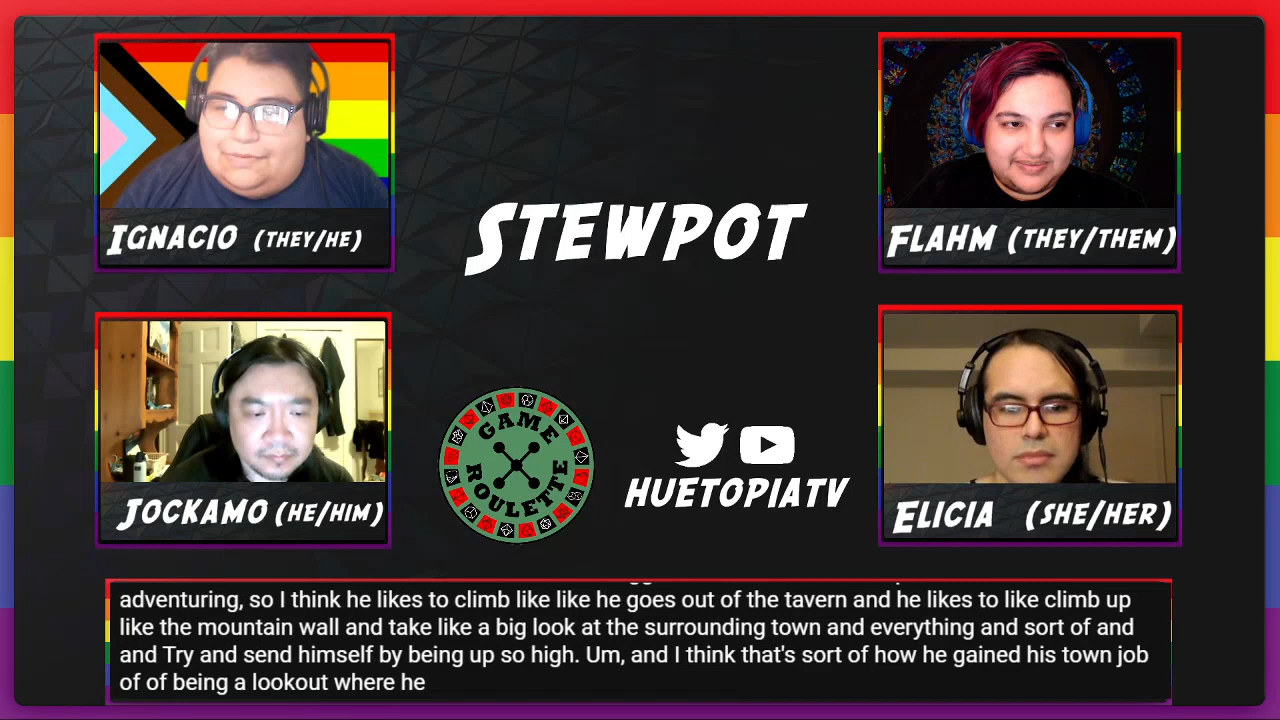 IGNACIO (THEY/HE)
FLAHM (THEY/THEM)
STEWPOT
JOCKAMO (HE/HIM)
GAME
ROULETTE
HUETOPIATV
ELICIA (SHE/HER)
adventuring, so I think he likes to climb like like he goes out of the tavern and he likes to like climb up
like the mountain wall and take like a big look at the surrounding town and everything and sort of and
and Try and send himself by being up so high. Um, and I think that's sort of how he gained his town job
of of being a lookout where he